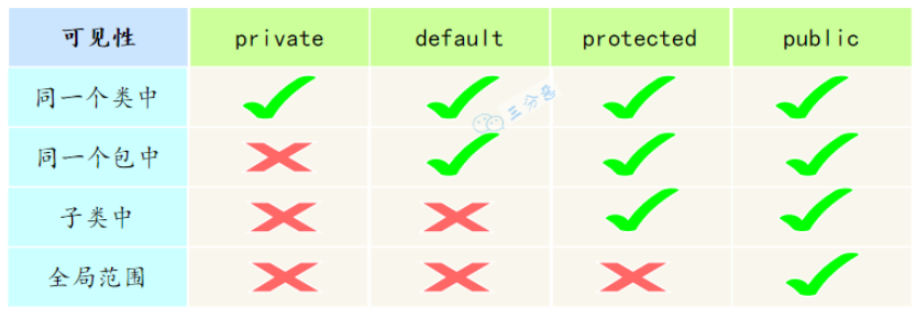 可见性 private default protected public
同一个类中
三分恶
同一个包中
子类中
全局范围